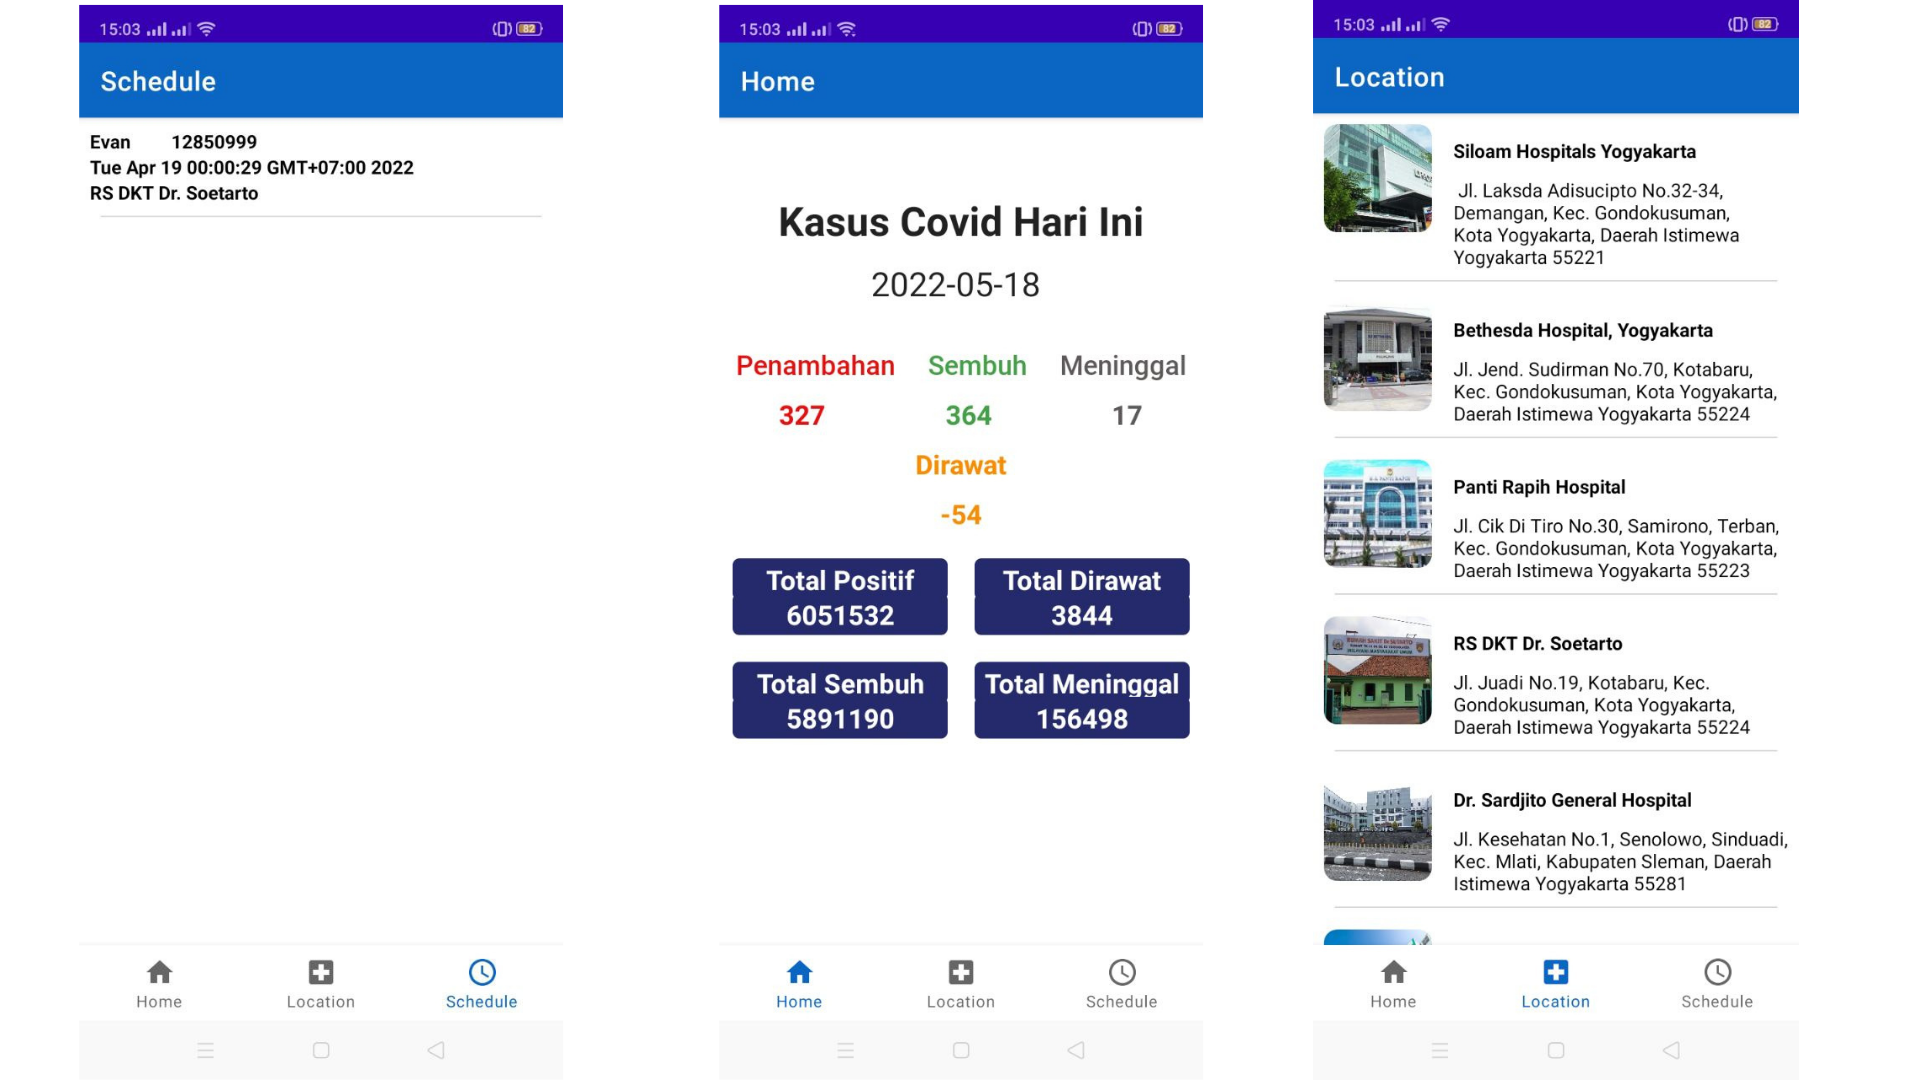 15:03
82
Schedule
Evan 12850999
Tue Apr 19 00:00:29 GMT+07:00 2022
RS DKT Dr. Soetarto
Home
Location
Schedule
15:03
82
Home
Kasus Covid Hari Ini
2022-05-18
Penambahan Sembuh Meninggal
327 364 17
Dirawat
-54
Total Positif
6051532
Total Dirawat
3844
Total Sembuh
5891190
Total Meninggal
156498
Home
Location
Schedule
15:03
82
Location
Siloam Hospitals Yogyakarta
Jl. Laksda Adisucipto No.32-34,
Demangan, Kec. Gondokusuman,
Kota Yogyakarta, Daerah Istimewa
Yogyakarta 55221
Bethesda Hospital, Yogyakarta
Jl. Jend. Sudirman No.70, Kotabaru,
Kec. Gondokusuman, Kota Yogyakarta,
Daerah Istimewa Yogyakarta 55224
Panti Rapih Hospital
Jl. Cik Di Tiro No.30, Samirono, Terban,
Kec. Gondokusuman, Kota Yogyakarta,
Daerah Istimewa Yogyakarta 55223
RS DKT Dr. Soetarto
Jl. Juadi No.19, Kotabaru, Kec.
Gondokusuman, Kota Yogyakarta,
Daerah Istimewa Yogyakarta 55224
Dr. Sardjito General Hospital
Jl. Kesehatan No.1, Senolowo, Sinduadi,
Kec. Mlati, Kabupaten Sleman, Daerah
Istimewa Yogyakarta 55281
Home
Location
Schedule